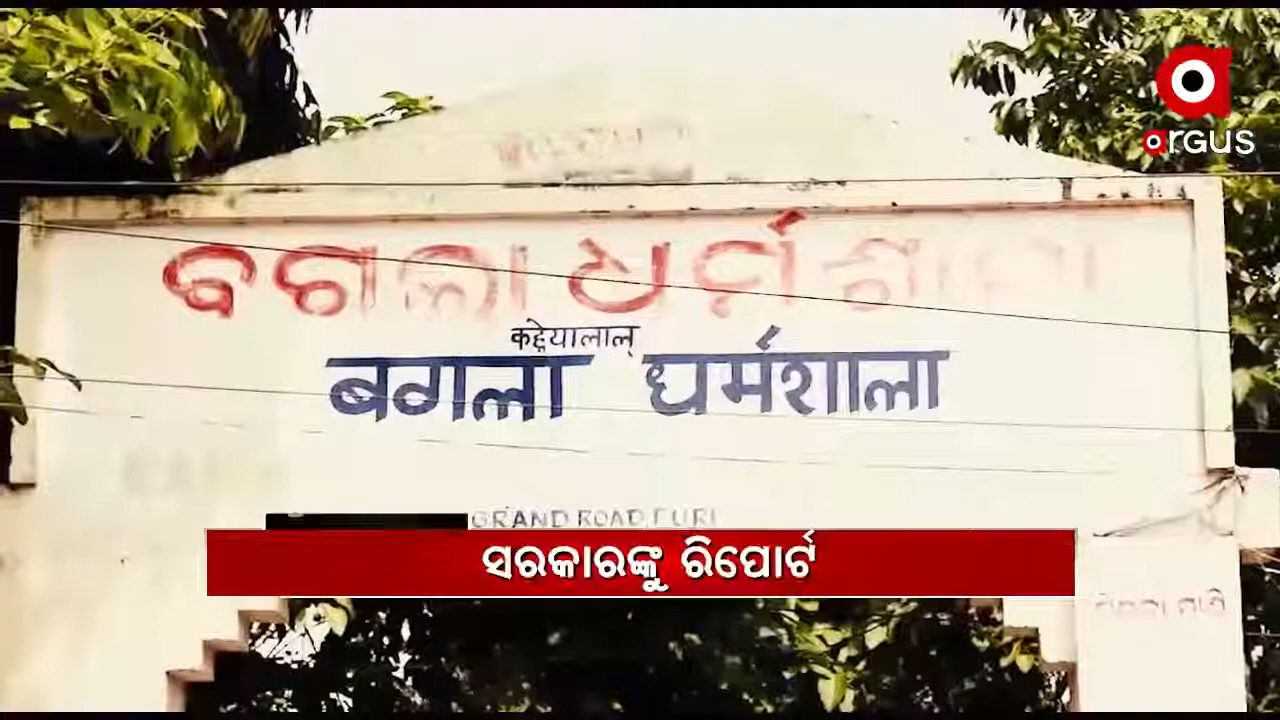 argus
ବଗଲା ଧର୍ମଶାଳା
कन्हैयालाल्
बगला धर्मशाला
GRAND ROAD, PURI
ସରକାରଙ୍କୁ ରିପୋର୍ଟ